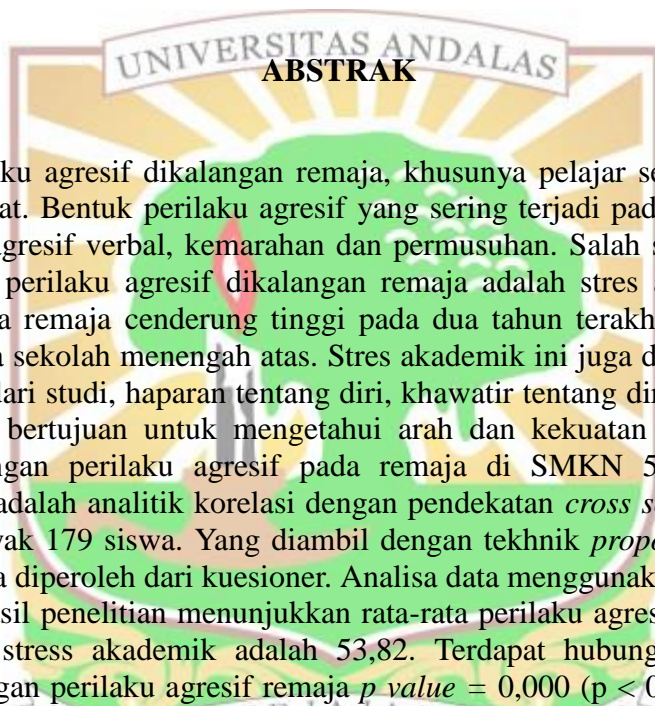 UNIVERSITAS ANDALAS
ABSTRAK
ku agresif dikalangan remaja, khusunya pelajar se
at. Bentuk perilaku agresif yang sering terjadi pad
agresif verbal, kemarahan dan permusuhan. Salah s
perilaku agresif dikalangan remaja adalah stres
a remaja cenderung tinggi pada dua tahun terakh
a sekolah menengah atas. Stres akademik ini juga d
lari studi, haparan tentang diri, khawatir tentang dir
bertujuan untuk mengetahui arah dan kekuatan
ngan perilaku agresif pada remaja di SMKN 5
adalah analitik korelasi dengan pendekatan cross s
yak 179 siswa. Yang diambil dengan tekhnik prop
a diperoleh dari kuesioner. Analisa data menggunak
asil penelitian menunjukkan rata-rata perilaku agres
stress akademik adalah 53,82. Terdapat hubung
ngan perilaku agresif remaja p value = 0,000 (p < 0